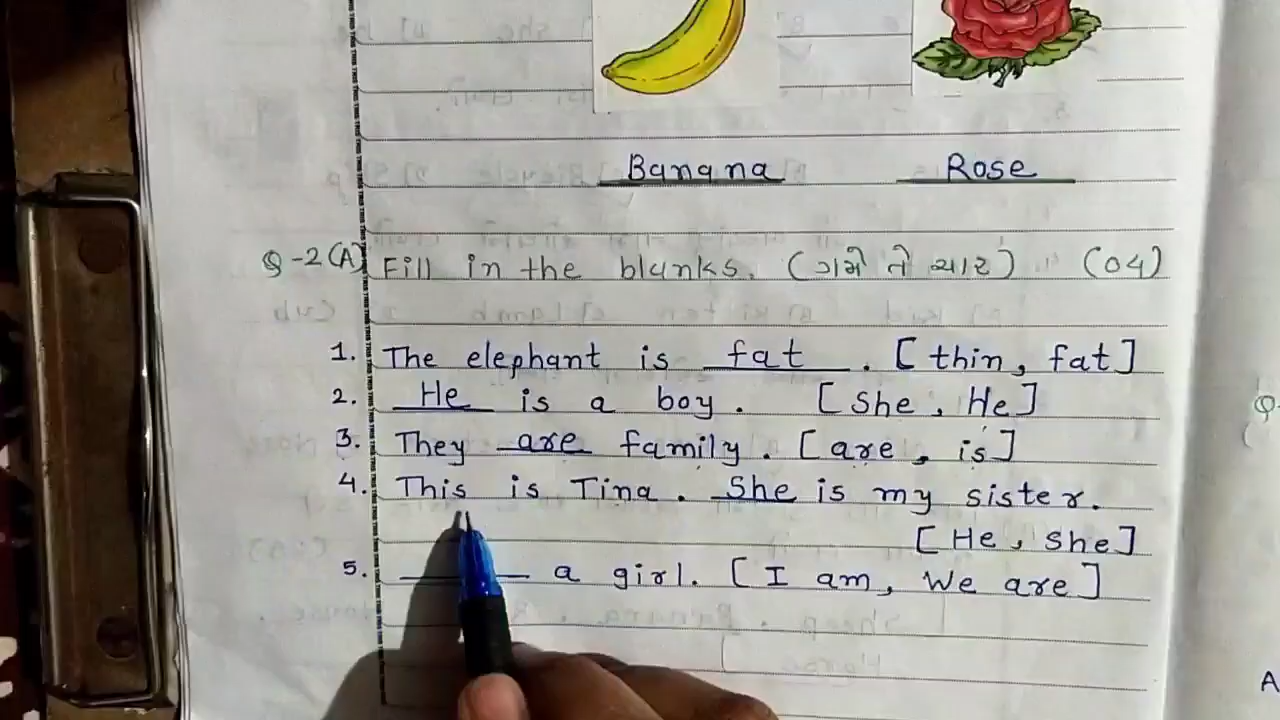 Banana Rose
Q-2(A) Fill in the blanks. (ગમે તે ચાર) (04)
1. The elephant is fat. [thin, fat]
2. He is a boy. [She, He]
3. They are family. [are, is]
4. This is Tina. She is my sister.
[He, She]
5. ______ a girl. [I am, We are]
Q-
A